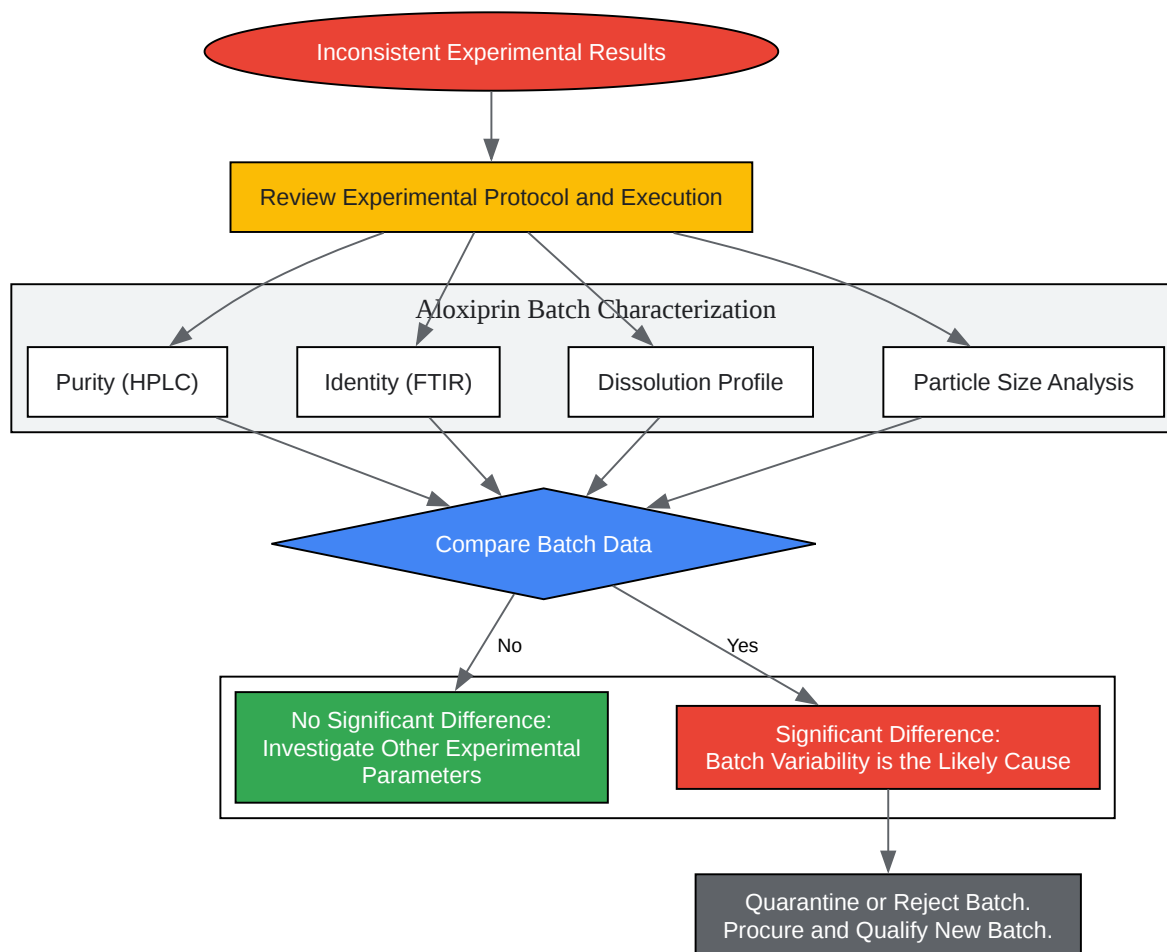 Inconsistent Experimental Results
Review Experimental Protocol and Execution
Aloxiprin Batch Characterization
Purity (HPLC)
Identity (FTIR)
Dissolution Profile
Particle Size Analysis
Compare Batch Data
No
Yes
No Significant Difference:
Investigate Other Experimental
Parameters
Significant Difference:
Batch Variability is the Likely Cause
Quarantine or Reject Batch.
Procure and Qualify New Batch.